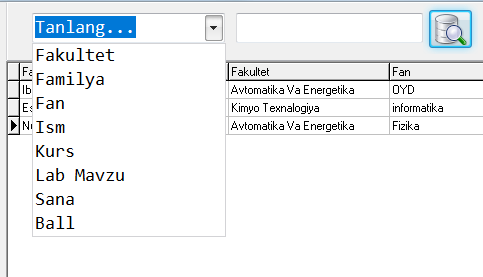 Tanlang...
Fakultet
Familya
Fan
Ism
Kurs
Lab Mavzu
Sana
Ball
Fakultet Fan
Avtomatika Va Energetika OYD
Kimyo Texnalogiya informatika
Avtomatika Va Energetika Fizika